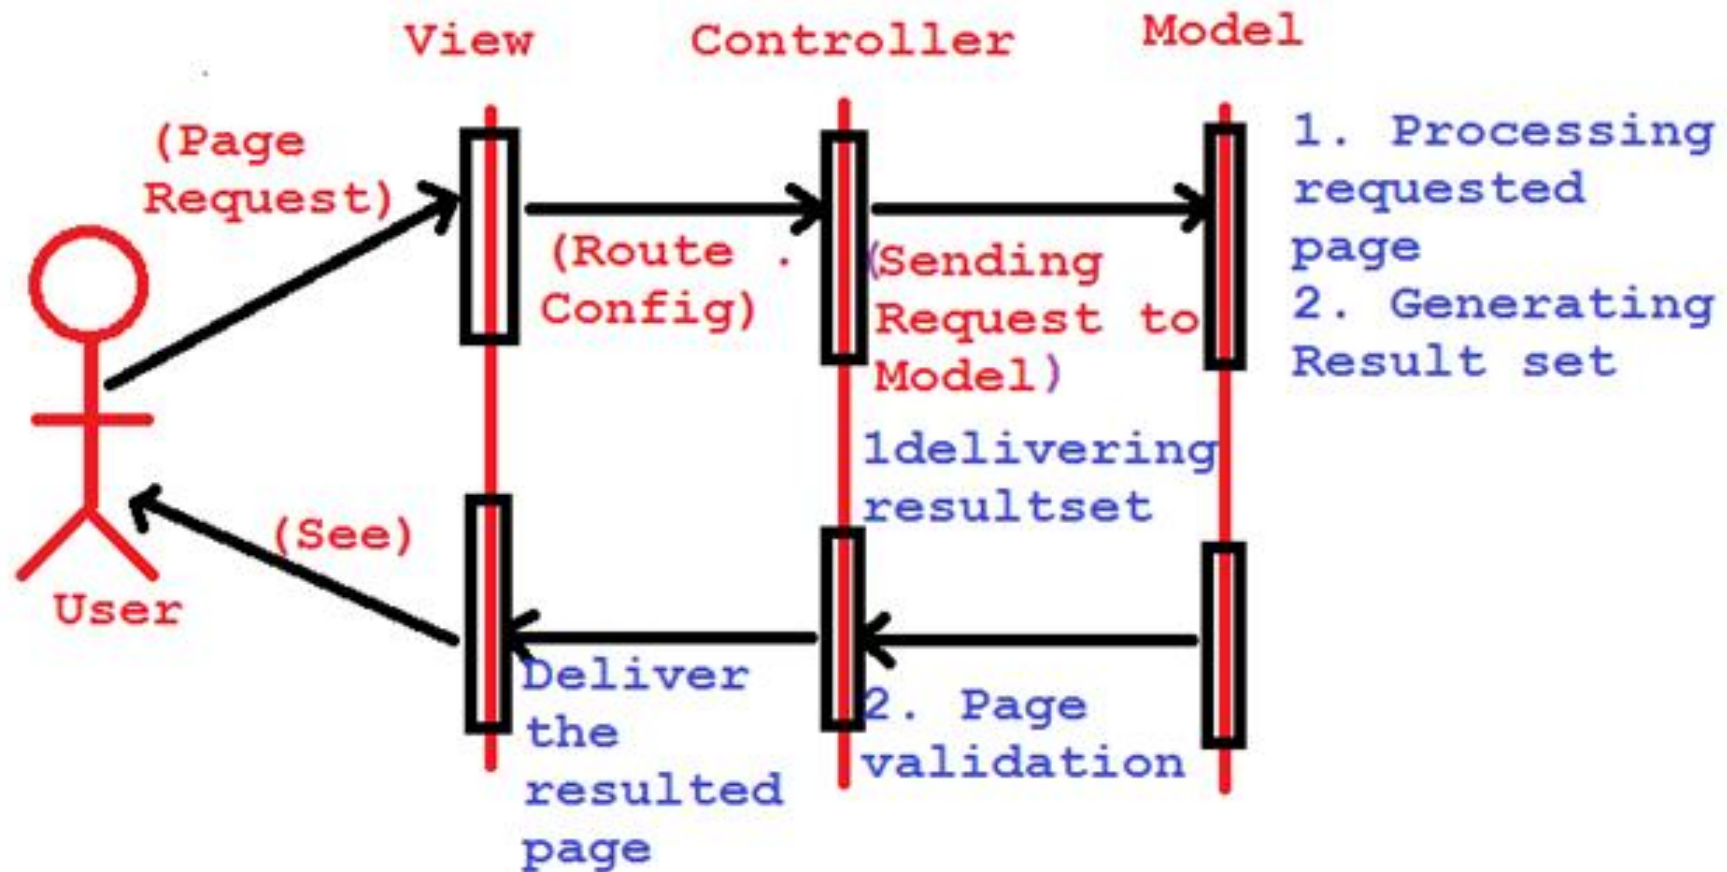 View
Controller
Model
(Page
Request)
(Route .
Config)
(Sending
Request to
Model)
1. Processing
requested
page
2. Generating
Result set
1delivering
resultset
(See)
User
Deliver
the
resulted
page
2. Page
validation